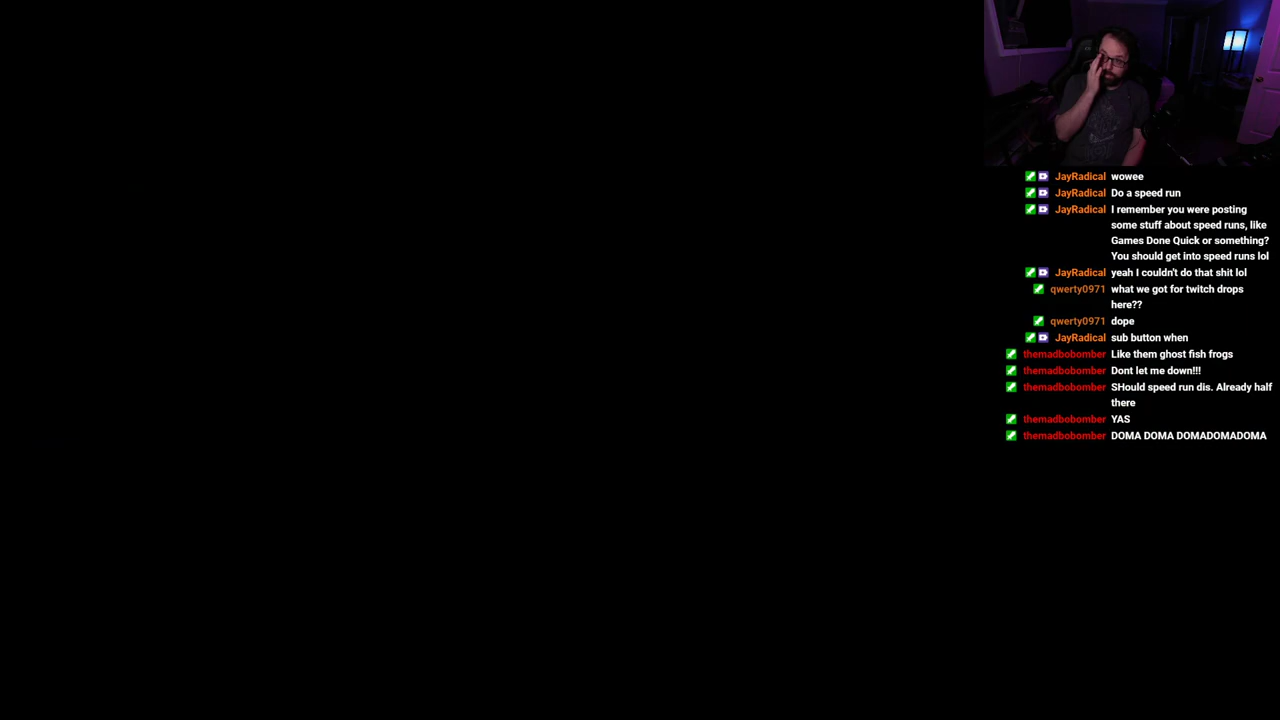 JayRadical wowee
JayRadical Do a speed run
JayRadical I remember you were posting
some stuff about speed runs, like
Games Done Quick or something?
You should get into speed runs lol
JayRadical yeah I couldn't do that shit lol
qwerty0971 what we got for twitch drops
here??
qwerty0971 dope
JayRadical sub button when
themadbobomber Like them ghost fish frogs
themadbobomber Dont let me down!!!
themadbobomber SHould speed run dis. Already half
there
themadbobomber YAS
themadbobomber DOMA DOMA DOMADOMADOMA